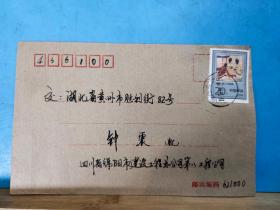 436100
交：湖北省黄州市胜利街82号
钟 栗 收
四川省绵阳市建设工程总公司第八工程公司
邮政编码 621000